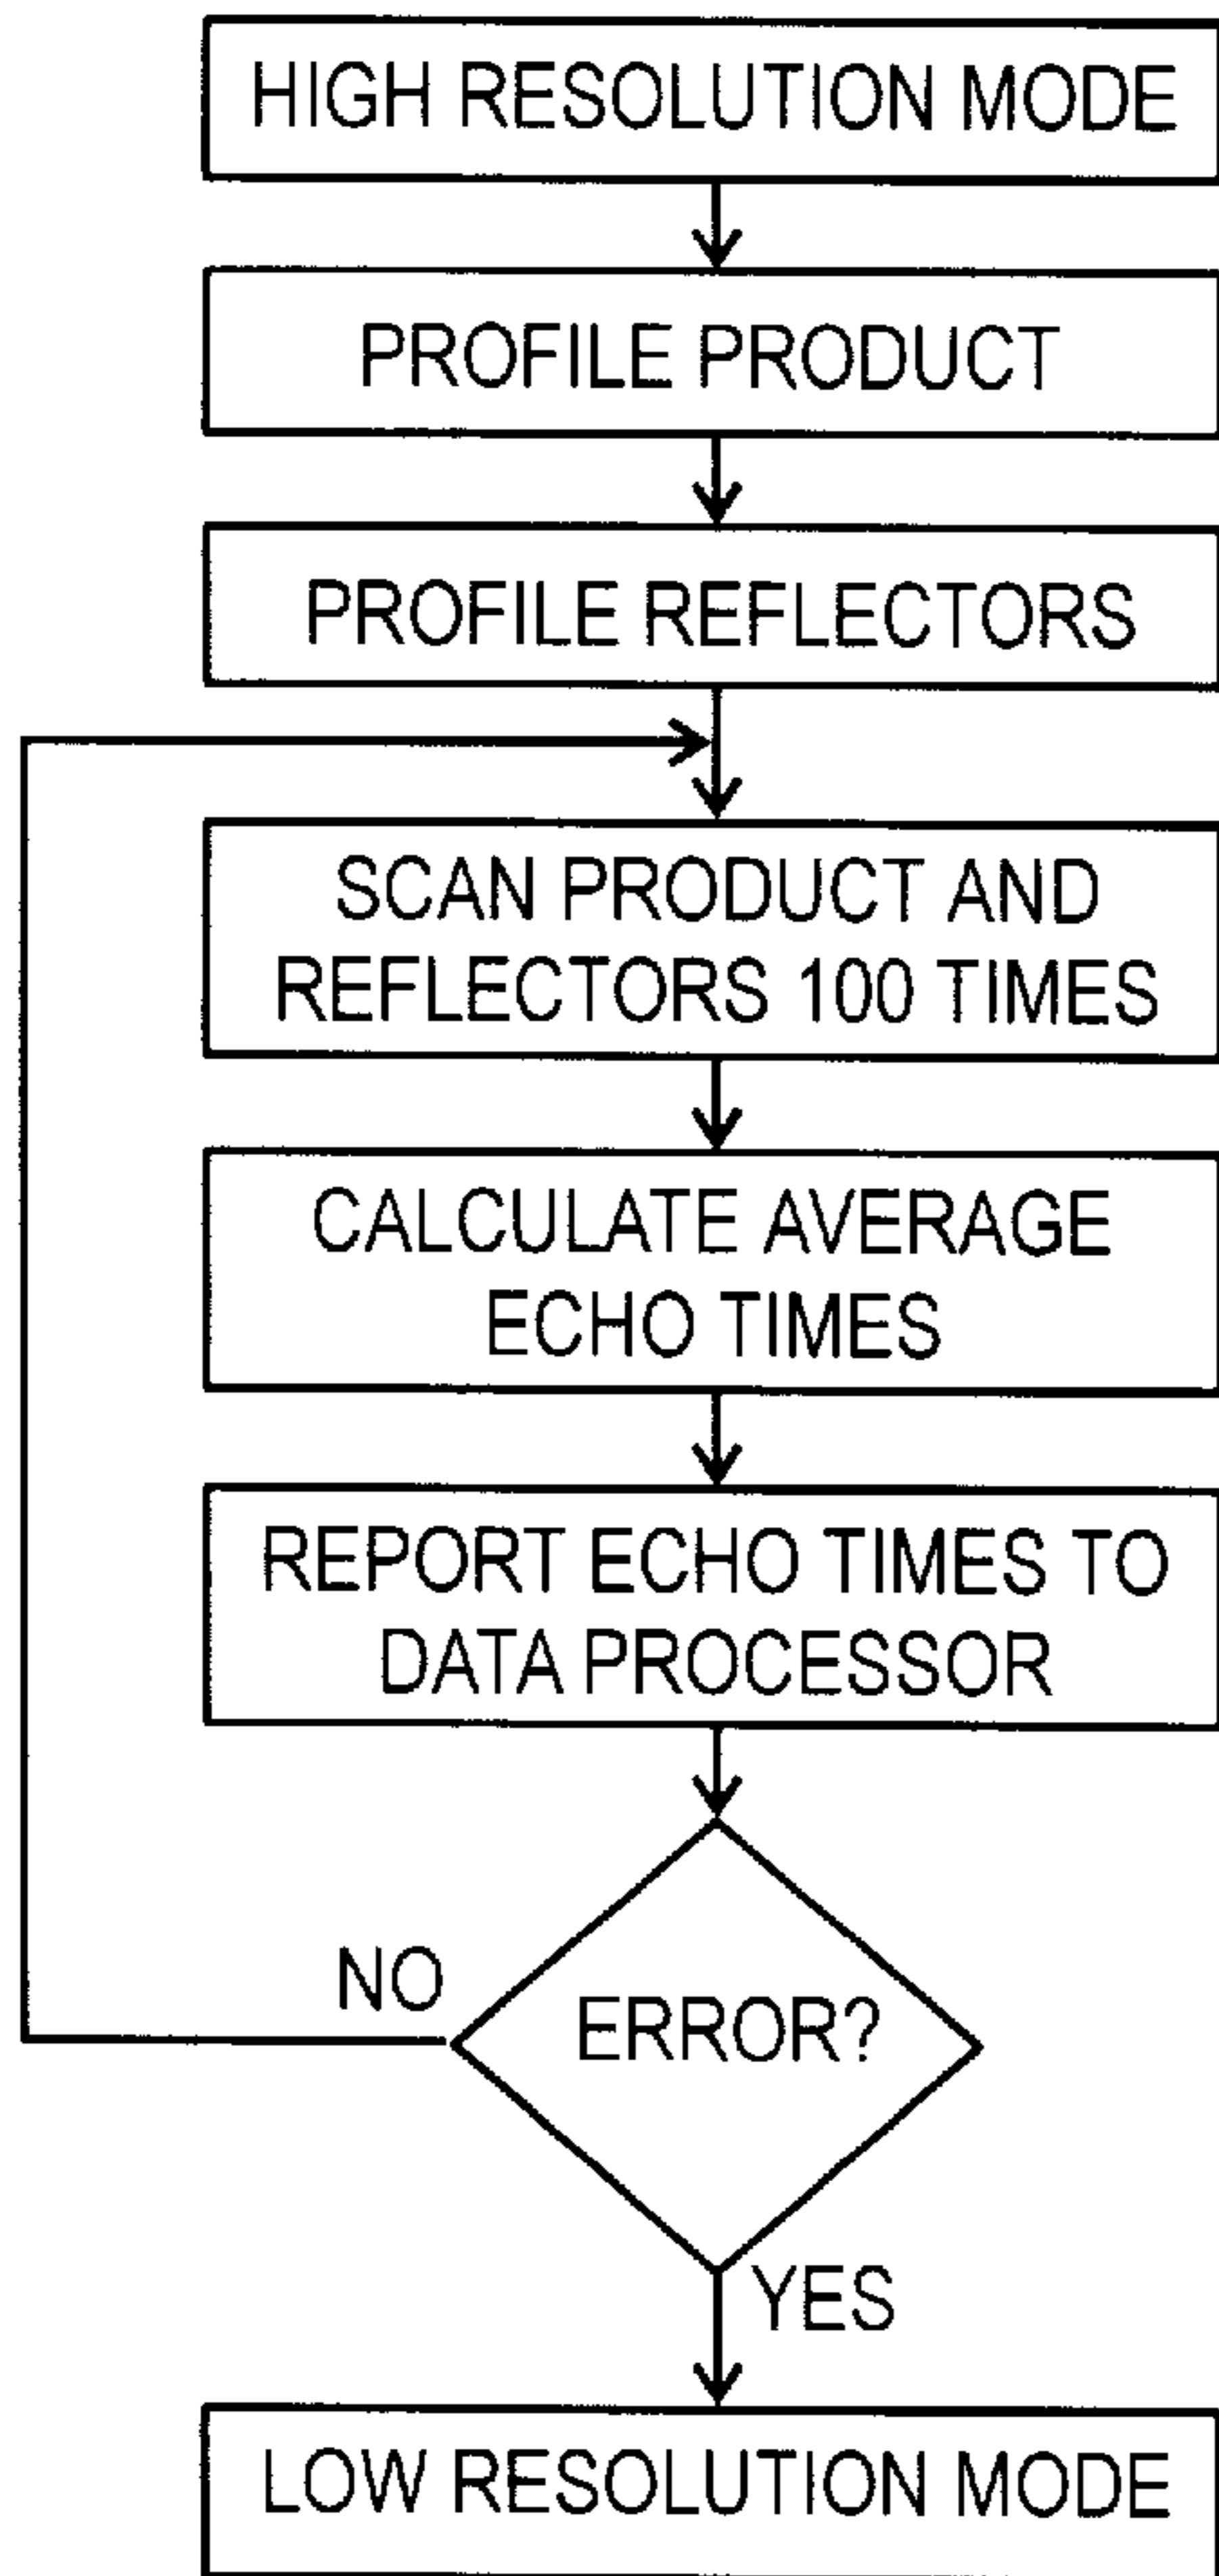 HIGH RESOLUTION MODE
PROFILE PRODUCT
PROFILE REFLECTORS
SCAN PRODUCT AND
REFLECTORS 100 TIMES
CALCULATE AVERAGE
ECHO TIMES
REPORT ECHO TIMES TO
DATA PROCESSOR
NO
ERROR?
YES
LOW RESOLUTION MODE